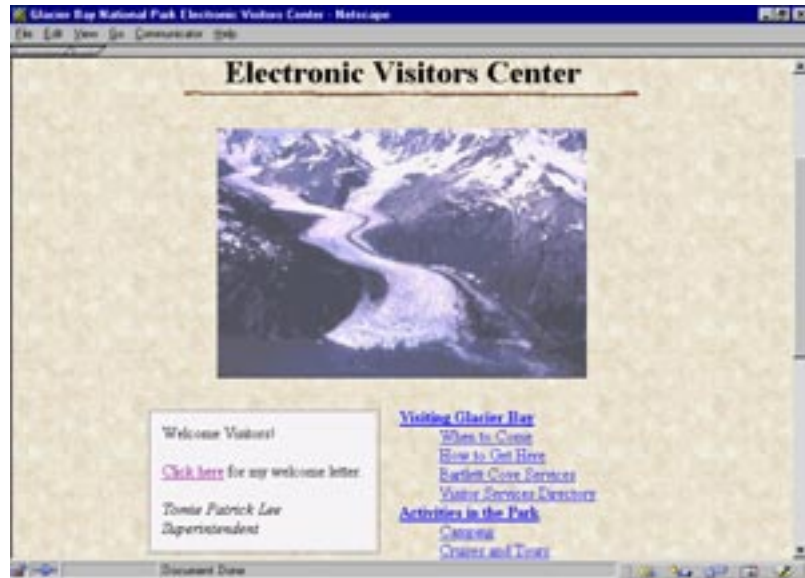 Glacier Bay National Park Electronic Visitors Center - Netscape
File Edit View Go Communicator Help
Electronic Visitors Center
Welcome Visitors!
Click here for my welcome letter.
Tomie Patrick Lee
Superintendent
Visiting Glacier Bay
When to Come
How to Get Here
Bartlett Cove Services
Visitor Services Directory
Activities in the Park
Camping
Cruises and Tours
Document: Done